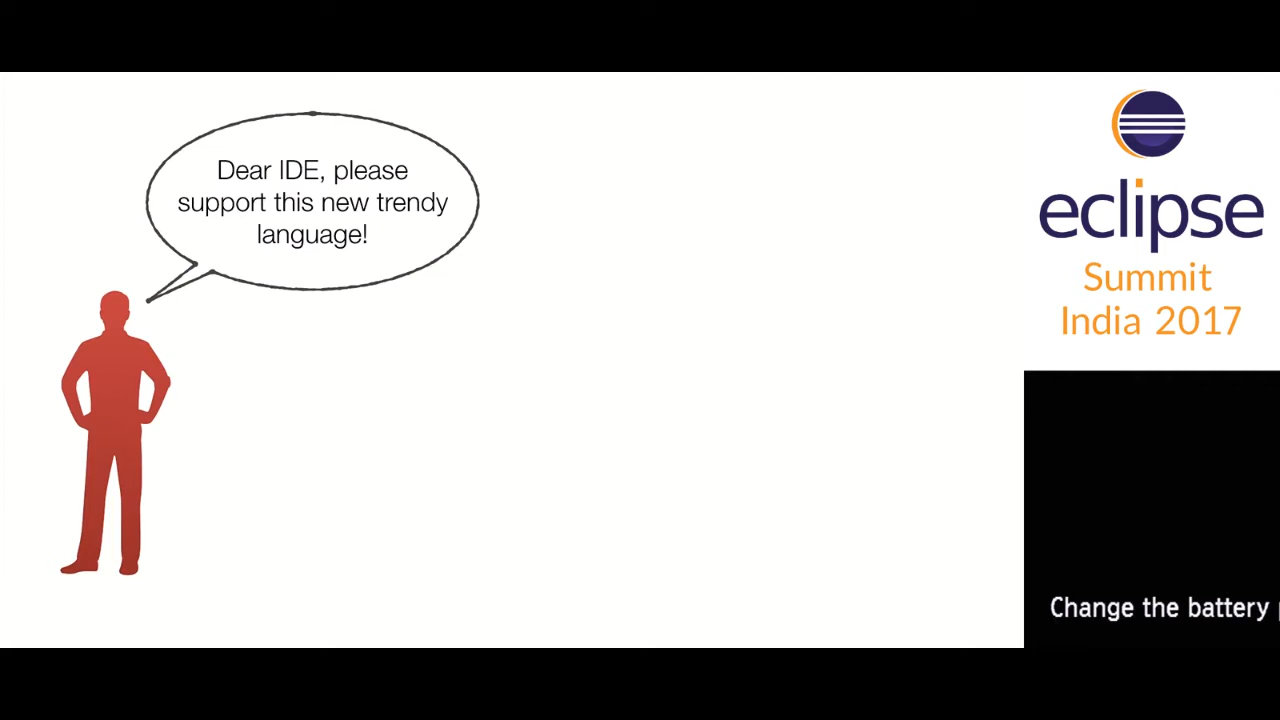 Dear IDE, please
support this new trendy
language!
eclipse
Summit
India 2017
Change the battery